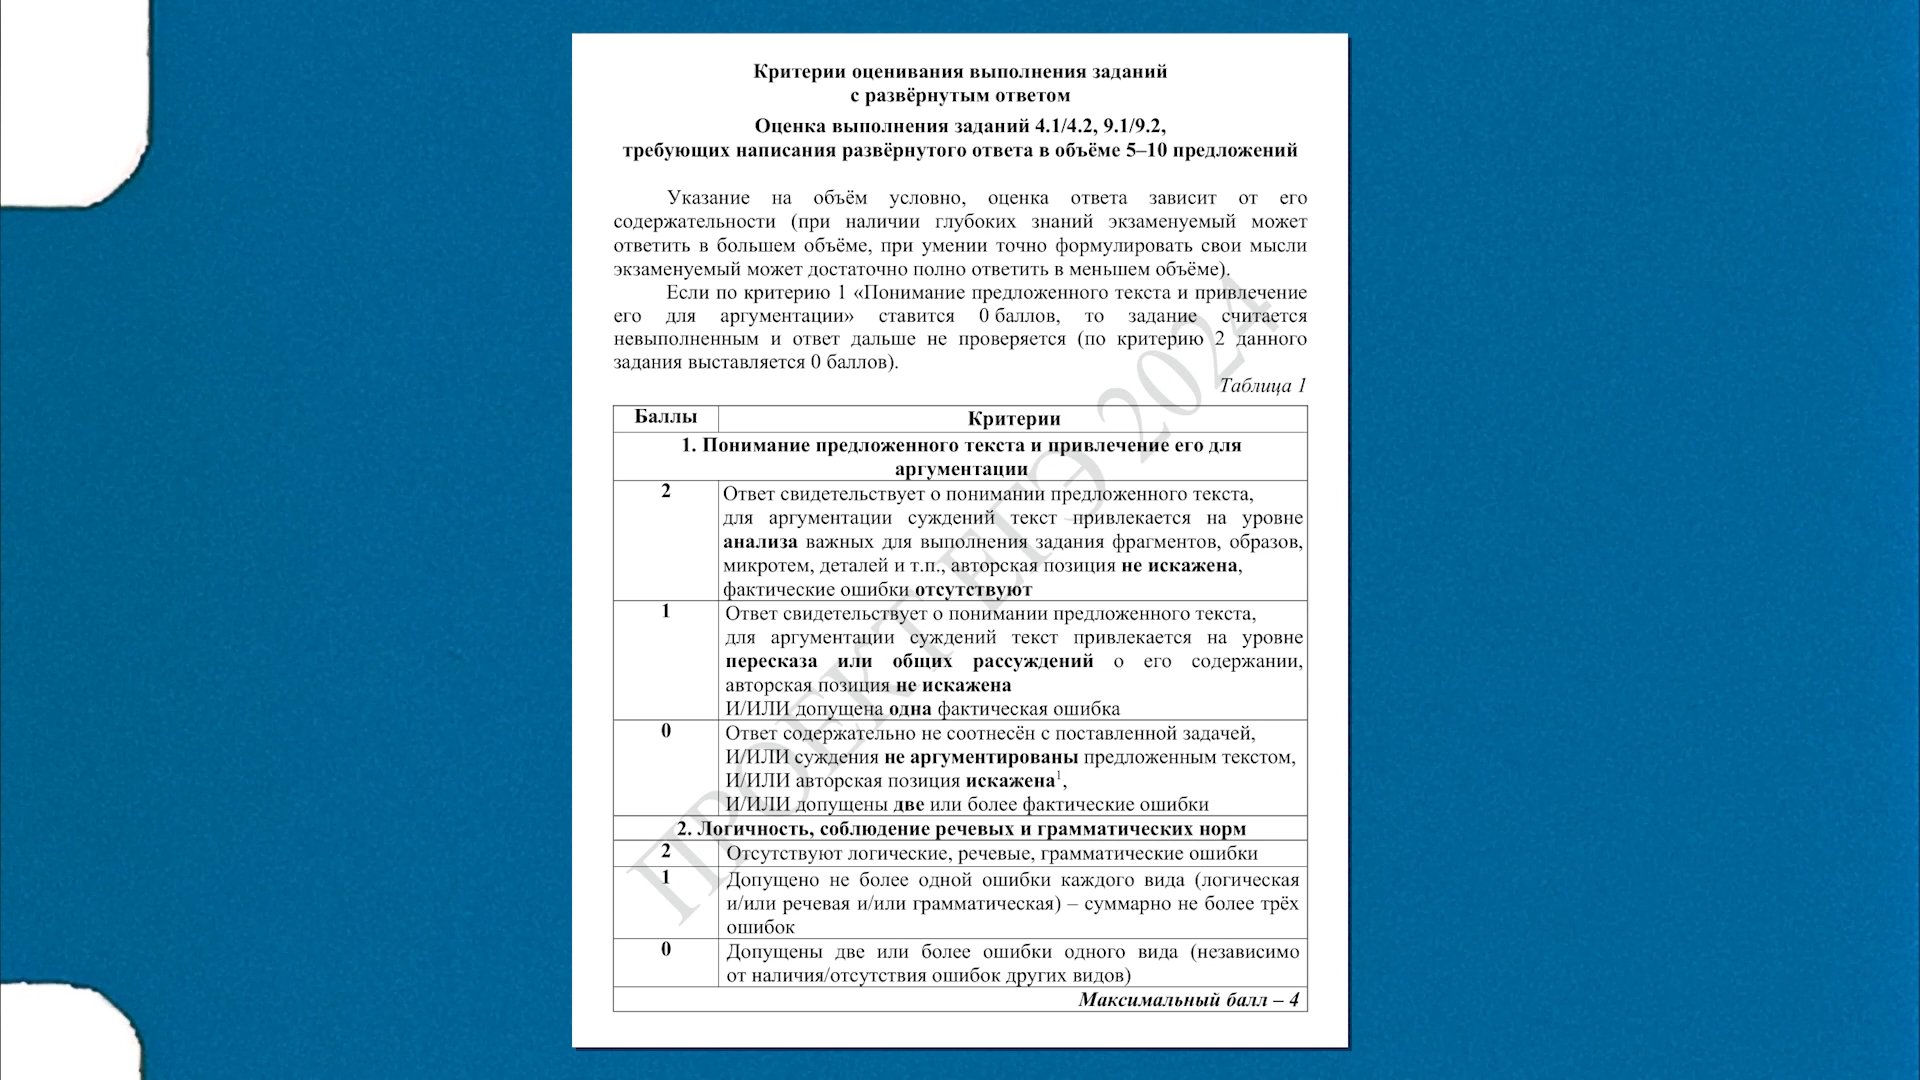 Критерии оценивания выполнения заданий
с развёрнутым ответом
Оценка выполнения заданий 4.1/4.2, 9.1/9.2,
требующих написания развёрнутого ответа в объёме 5–10 предложений
Указание на объём условно, оценка ответа зависит от его
содержательности (при наличии глубоких знаний экзаменуемый может
ответить в большем объёме, при умении точно формулировать свои мысли
экзаменуемый может достаточно полно ответить в меньшем объёме).
Если по критерию 1 «Понимание предложенного текста и привлечение
его для аргументации» ставится 0 баллов, то задание считается
невыполненным и ответ дальше не проверяется (по критерию 2 данного
задания выставляется 0 баллов).
Таблица 1
Баллы Критерии
1. Понимание предложенного текста и привлечение его для
аргументации
2 Ответ свидетельствует о понимании предложенного текста,
для аргументации суждений текст привлекается на уровне
анализа важных для выполнения задания фрагментов, образов,
микротем, деталей и т.п., авторская позиция не искажена,
фактические ошибки отсутствуют
1 Ответ свидетельствует о понимании предложенного текста,
для аргументации суждений текст привлекается на уровне
пересказа или общих рассуждений о его содержании,
авторская позиция не искажена
И/ИЛИ допущена одна фактическая ошибка
0 Ответ содержательно не соотнесён с поставленной задачей,
И/ИЛИ суждения не аргументированы предложенным текстом,
И/ИЛИ авторская позиция искажена¹,
И/ИЛИ допущены две или более фактические ошибки
2. Логичность, соблюдение речевых и грамматических норм
2 Отсутствуют логические, речевые, грамматические ошибки
1 Допущено не более одной ошибки каждого вида (логическая
и/или речевая и/или грамматическая) – суммарно не более трёх
ошибок
0 Допущены две или более ошибки одного вида (независимо
от наличия/отсутствия ошибок других видов)
Максимальный балл – 4
ПРОЕКТ ЕГЭ 2024